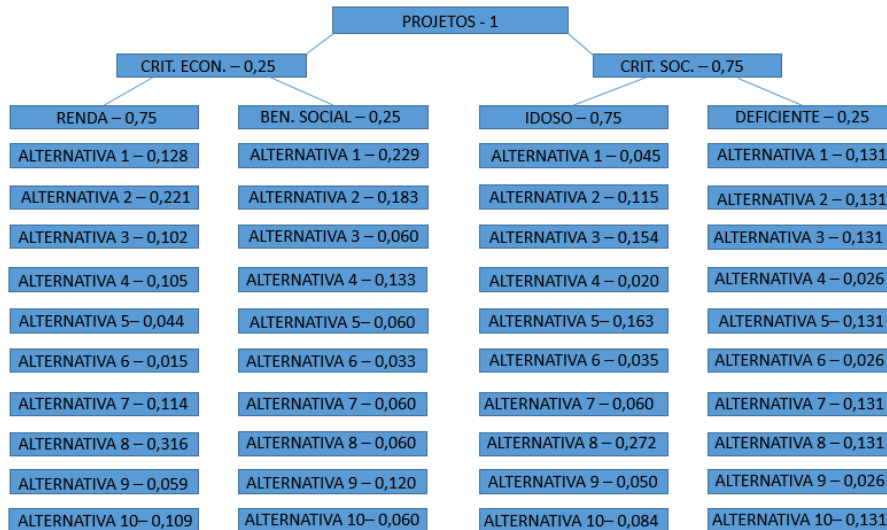 PROJETOS - 1
CRIT. ECON. – 0,25
CRIT. SOC. – 0,75
RENDA – 0,75
BEN. SOCIAL – 0,25
IDOSO – 0,75
DEFICIENTE – 0,25
ALTERNATIVA 1 – 0,128
ALTERNATIVA 1 – 0,229
ALTERNATIVA 1 – 0,045
ALTERNATIVA 1 – 0,131
ALTERNATIVA 2 – 0,221
ALTERNATIVA 2 – 0,183
ALTERNATIVA 2 – 0,115
ALTERNATIVA 2 – 0,131
ALTERNATIVA 3 – 0,102
ALTERNATIVA 3 – 0,060
ALTERNATIVA 3 – 0,154
ALTERNATIVA 3 – 0,131
ALTERNATIVA 4 – 0,105
ALTERNATIVA 4 – 0,133
ALTERNATIVA 4 – 0,020
ALTERNATIVA 4 – 0,026
ALTERNATIVA 5– 0,044
ALTERNATIVA 5– 0,060
ALTERNATIVA 5– 0,163
ALTERNATIVA 5– 0,131
ALTERNATIVA 6 – 0,015
ALTERNATIVA 6 – 0,033
ALTERNATIVA 6 – 0,035
ALTERNATIVA 6 – 0,026
ALTERNATIVA 7 – 0,114
ALTERNATIVA 7 – 0,060
ALTERNATIVA 7 – 0,060
ALTERNATIVA 7 – 0,131
ALTERNATIVA 8 – 0,316
ALTERNATIVA 8 – 0,060
ALTERNATIVA 8 – 0,272
ALTERNATIVA 8 – 0,131
ALTERNATIVA 9 – 0,059
ALTERNATIVA 9 – 0,120
ALTERNATIVA 9 – 0,050
ALTERNATIVA 9 – 0,026
ALTERNATIVA 10– 0,109
ALTERNATIVA 10– 0,060
ALTERNATIVA 10– 0,084
ALTERNATIVA 10– 0,131